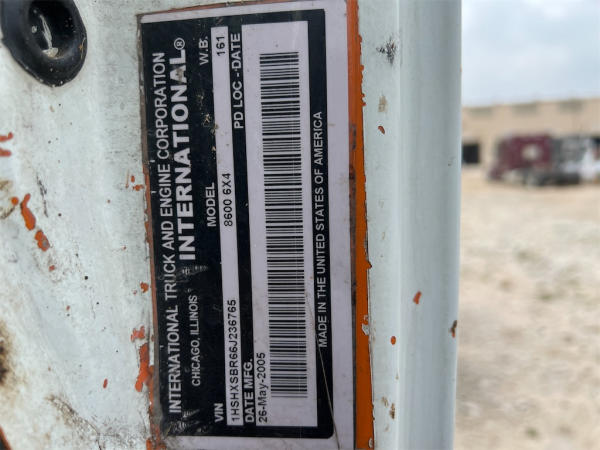 INTERNATIONAL TRUCK AND ENGINE CORPORATION
CHICAGO, ILLINOIS INTERNATIONAL®
MODEL W.B.
VIN 8600 6X4 161
1HSHXSBR66J236765 PD LOC -DATE
DATE MFG.
26-May-2005
MADE IN THE UNITED STATES OF AMERICA